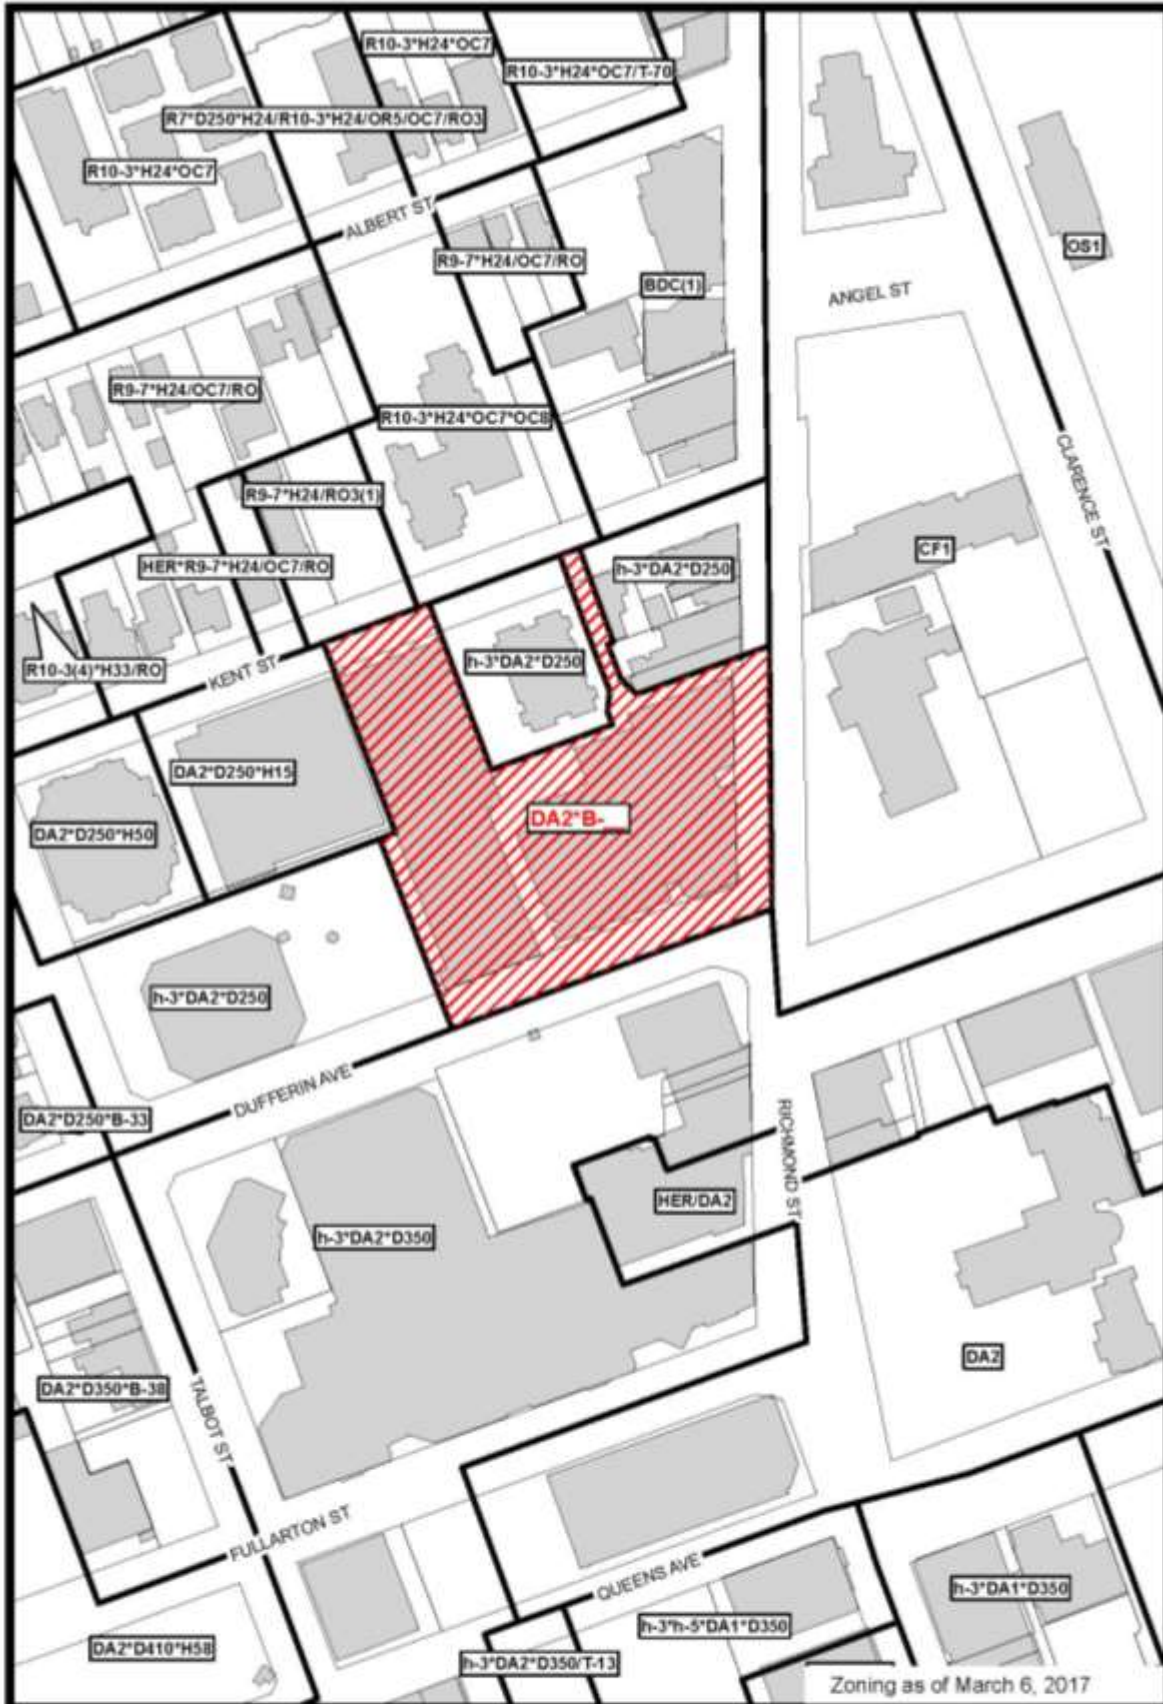 R10-3*H24*OC7
R10-3*H24*OC7/T-70
R7*D250*H24/R10-3*H24/OR5/OC7/RO3
R10-3*H24*OC7
ALBERT ST
OS1
R9-7*H24/OC7/RO
BDC(1)
ANGEL ST
R9-7*H24/OC7/RO
R10-3*H24*OC7*OC8
CLARENCE ST
R9-7*H24/RO3(1)
CF1
HER*R9-7*H24/OC7/RO
h-3*DA2*D250
R10-3(4)*H33/RO
KENT ST
h-3*DA2*D250
DA2*D250*H15
DA2*B-__
DA2*D250*H50
h-3*DA2*D250
DUFFERIN AVE
DA2*D250*B-33
RICHMOND ST
HER/DA2
h-3*DA2*D350
DA2
DA2*D350*B-38
TALBOT ST
FULLARTON ST
QUEENS AVE
h-3*DA1*D350
h-3*h-5*DA1*D350
DA2*D410*H58
h-3*DA2*D350/T-13
Zoning as of March 6, 2017